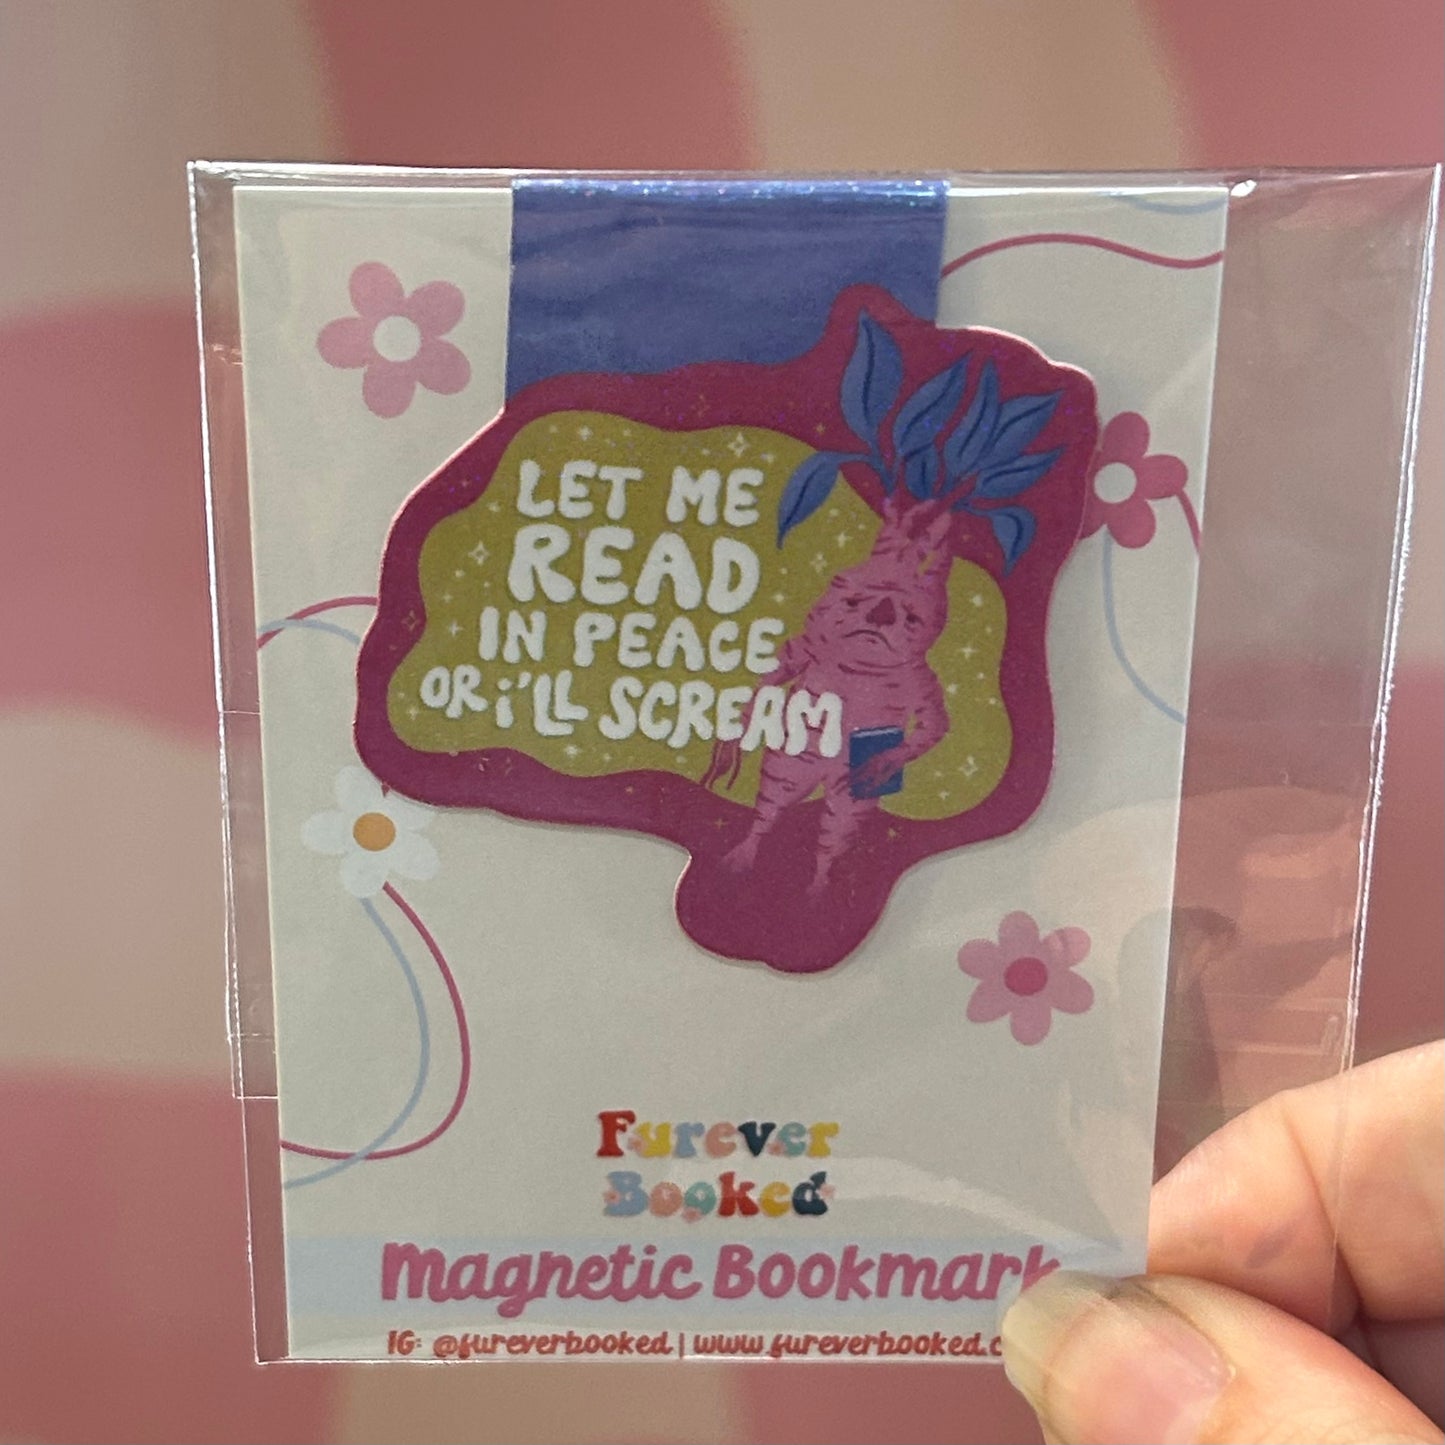 LET ME
READ
IN PEACE
OR i'LL SCREAM
Furever
Booked
Magnetic Bookmark
IG: @fureverbooked | www.fureverbooked.c